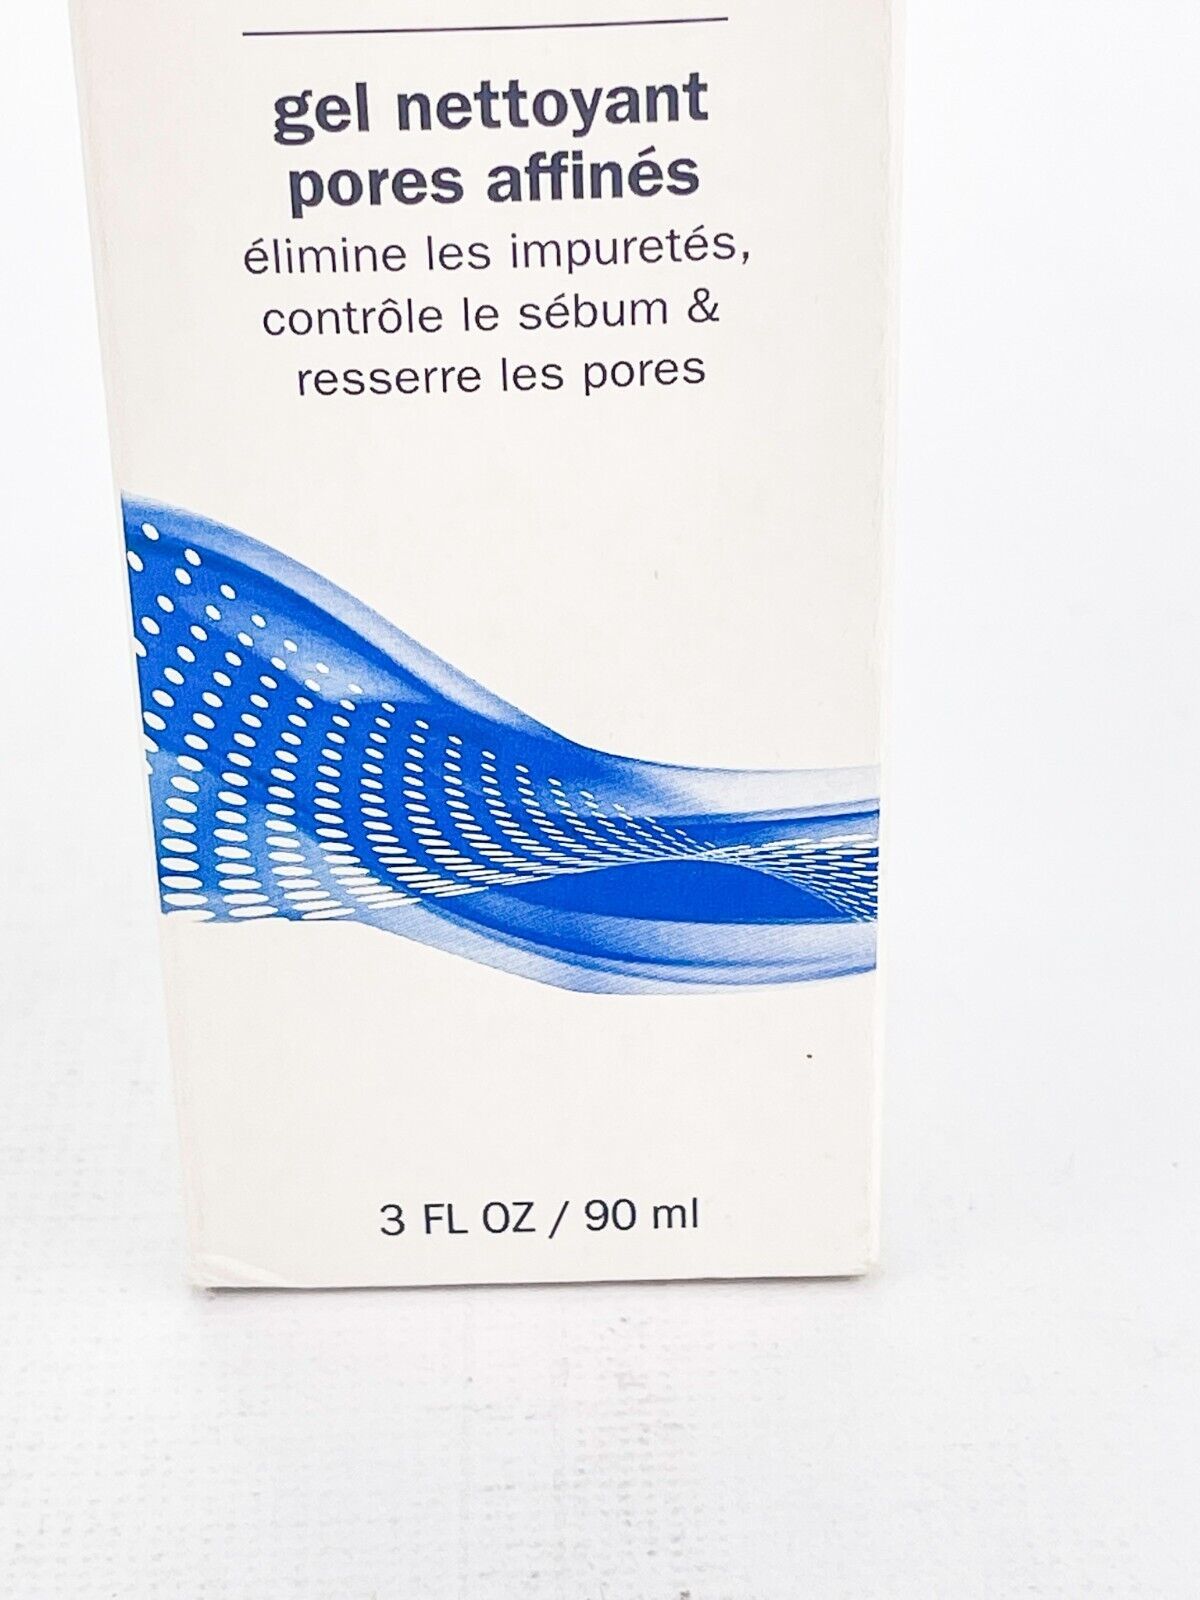 gel nettoyant
pores affinés
élimine les impuretés,
contrôle le sébum &
resserre les pores
3 FL OZ / 90 ml